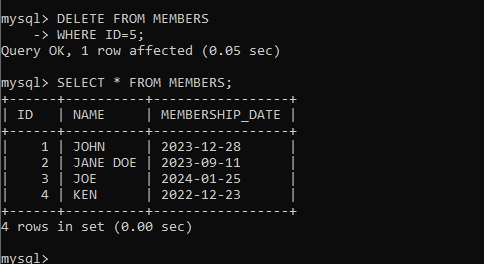 mysql> DELETE FROM MEMBERS
    -> WHERE ID=5;
Query OK, 1 row affected (0.05 sec)
mysql> SELECT * FROM MEMBERS;
+------+----------+-----------------+
| ID   | NAME     | MEMBERSHIP_DATE |
+------+----------+-----------------+
|    1 | JOHN     | 2023-12-28      |
|    2 | JANE DOE | 2023-09-11      |
|    3 | JOE      | 2024-01-25      |
|    4 | KEN      | 2022-12-23      |
+------+----------+-----------------+
4 rows in set (0.00 sec)
mysql>